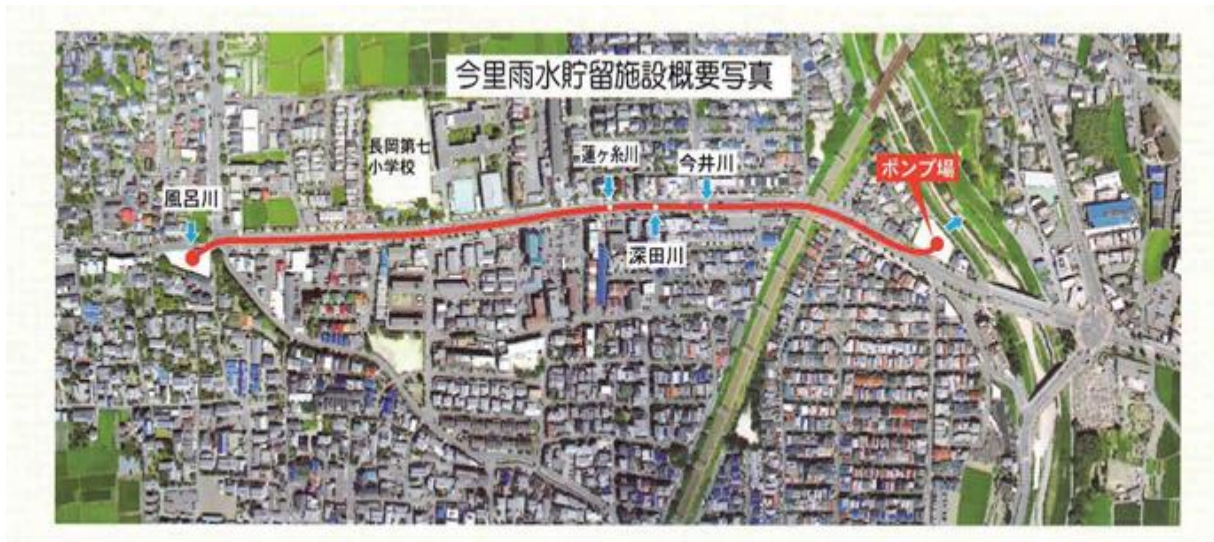 今里雨水貯留施設概要写真
長岡第七
小学校
蓮ヶ糸川
今井川
ポンプ場
風呂川
深田川